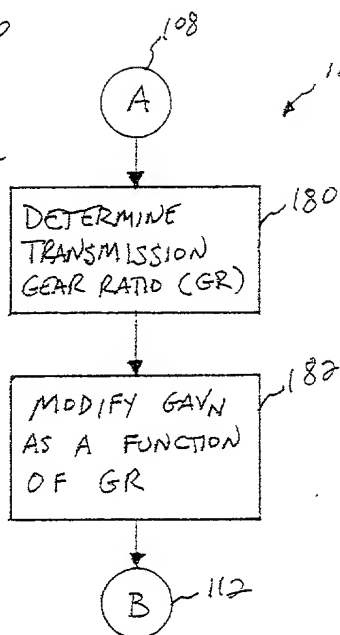 108
A
180
DETERMINE
TRANSMISSION
GEAR RATIO (GR)
182
MODIFY GAVN
AS A FUNCTION
OF GR
B
112